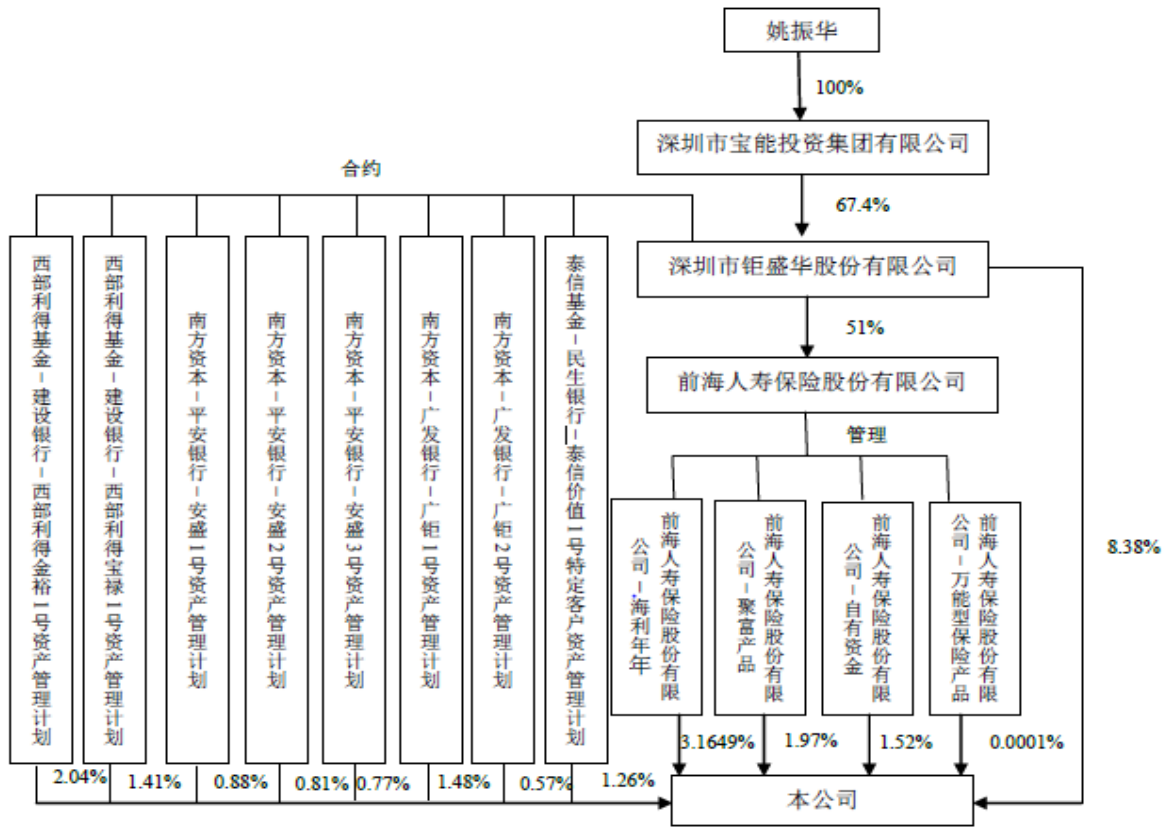 姚振华
100%
深圳市宝能投资集团有限公司
67.4%
合约
深圳市钜盛华股份有限公司
51%
前海人寿保险股份有限公司
管理
西部利得基金-建设银行-西部利得金裕1号资产管理计划
西部利得基金-建设银行-西部利得宝禄1号资产管理计划
南方资本-平安银行-安盛1号资产管理计划
南方资本-平安银行-安盛2号资产管理计划
南方资本-平安银行-安盛3号资产管理计划
南方资本-广发银行-广钜1号资产管理计划
南方资本-广发银行-广钜2号资产管理计划
泰信基金-民生银行-泰信价值1号特定客户资产管理计划
前海人寿保险股份有限
公司-海利年年
前海人寿保险股份有限
公司-聚富产品
前海人寿保险股份有限
公司-自有资金
前海人寿保险股份有限
公司-万能型保险产品
8.38%
2.04%
1.41%
0.88%
0.81%
0.77%
1.48%
0.57%
1.26%
3.1649%
1.97%
1.52%
0.0001%
本公司